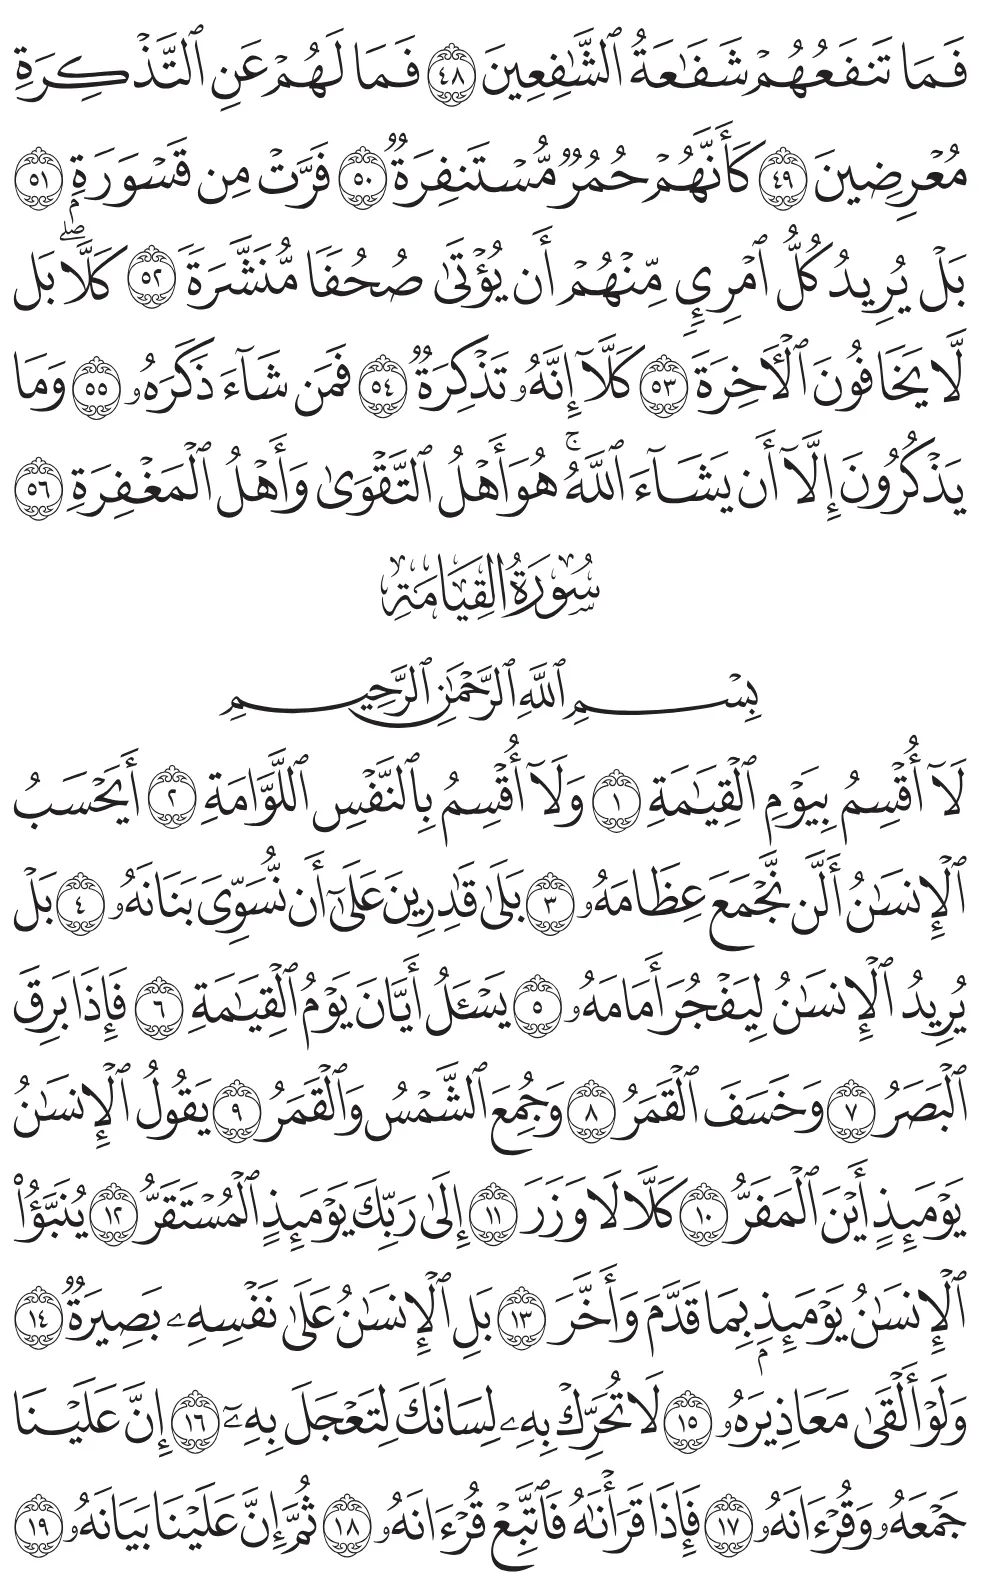 فَمَا تَنفَعُهُمْ شَفَٰعَةُ ٱلشَّٰفِعِينَ ٤٨ فَمَا لَهُمْ عَنِ ٱلتَّذْكِرَةِ
مُعْرِضِينَ ٤٩ كَأَنَّهُمْ حُمُرٌ مُّسْتَنفِرَةٌ ٥٠ فَرَّتْ مِن قَسْوَرَةٍۭ ٥١
بَلْ يُرِيدُ كُلُّ ٱمْرِئٍ مِّنْهُمْ أَن يُؤْتَىٰ صُحُفًا مُّنَشَّرَةً ٥٢ كَلَّاۖ بَل
لَّا يَخَافُونَ ٱلْأَخِرَةَ ٥٣ كَلَّآ إِنَّهُۥ تَذْكِرَةٌ ٥٤ فَمَن شَآءَ ذَكَرَهُۥ ٥٥ وَمَا
يَذْكُرُونَ إِلَّآ أَن يَشَآءَ ٱللَّهُۚ هُوَ أَهْلُ ٱلتَّقْوَىٰ وَأَهْلُ ٱلْمَغْفِرَةِ ٥٦
سُورَةُ القِيَامَةِ
بِسْمِ ٱللَّهِ ٱلرَّحْمَٰنِ ٱلرَّحِيمِ
لَآ أُقْسِمُ بِيَوْمِ ٱلْقِيَٰمَةِ ١ وَلَآ أُقْسِمُ بِٱلنَّفْسِ ٱللَّوَّامَةِ ٢ أَيَحْسَبُ
ٱلْإِنسَٰنُ أَلَّن نَّجْمَعَ عِظَامَهُۥ ٣ بَلَىٰ قَٰدِرِينَ عَلَىٰٓ أَن نُّسَوِّىَ بَنَانَهُۥ ٤ بَلْ
يُرِيدُ ٱلْإِنسَٰنُ لِيَفْجُرَ أَمَامَهُۥ ٥ يَسْـَٔلُ أَيَّانَ يَوْمُ ٱلْقِيَٰمَةِ ٦ فَإِذَا بَرِقَ
ٱلْبَصَرُ ٧ وَخَسَفَ ٱلْقَمَرُ ٨ وَجُمِعَ ٱلشَّمْسُ وَٱلْقَمَرُ ٩ يَقُولُ ٱلْإِنسَٰنُ
يَوْمَئِذٍ أَيْنَ ٱلْمَفَرُّ ١٠ كَلَّا لَا وَزَرَ ١١ إِلَىٰ رَبِّكَ يَوْمَئِذٍ ٱلْمُسْتَقَرُّ ١٢ يُنَبَّؤُا۟
ٱلْإِنسَٰنُ يَوْمَئِذٍۭ بِمَا قَدَّمَ وَأَخَّرَ ١٣ بَلِ ٱلْإِنسَٰنُ عَلَىٰ نَفْسِهِۦ بَصِيرَةٌ ١٤
وَلَوْ أَلْقَىٰ مَعَاذِيرَهُۥ ١٥ لَا تُحَرِّكْ بِهِۦ لِسَانَكَ لِتَعْجَلَ بِهِۦٓ ١٦ إِنَّ عَلَيْنَا
جَمْعَهُۥ وَقُرْءَانَهُۥ ١٧ فَإِذَا قَرَأْنَٰهُ فَٱتَّبِعْ قُرْءَانَهُۥ ١٨ ثُمَّ إِنَّ عَلَيْنَا بَيَانَهُۥ ١٩